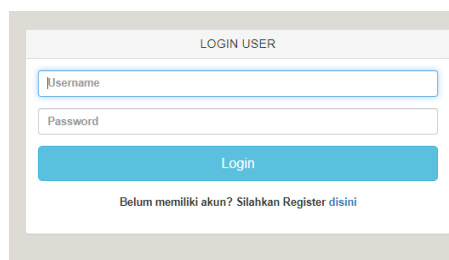 LOGIN USER
Username
Password
Login
Belum memiliki akun? Silahkan Register disini